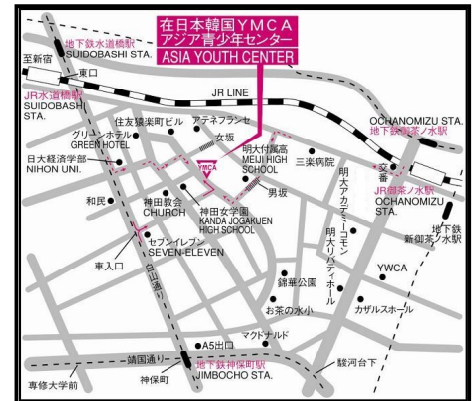 在日本韓国YMCA
アジア青少年センター
ASIA YOUTH CENTER
至新宿
地下鉄水道橋駅
SUIDOBASHI STA.
東口
JR水道橋駅
SUIDOBASHI
STA.
JR LINE
OCHANOMIZU STA.
地下鉄御茶ノ水駅
住友猿楽町ビル
アテネフランセ
グリーンホテル
GREEN HOTEL
女坂
明大付属高
MEIJI HIGH
SCHOOL
三楽病院
交番
日大経済学部
NIHON UNI.
YMCA
JR御茶ノ水駅
OCHANOMIZU
STA.
和民
神田教会
CHURCH
神田女学園
KANDA JOGAKUEN
HIGH SCHOOL
男坂
明大アカデミーコモン
明大リバティホール
地下鉄
新御茶ノ水駅
セブンイレブン
SEVEN-ELEVEN
車入口
白山通り
錦華公園
YWCA
お茶の水小
カザルスホール
マクドナルド
A5出口
靖国通り
地下鉄神保町駅
JIMBOCHO STA.
駿河台下
専修大学前
神保町